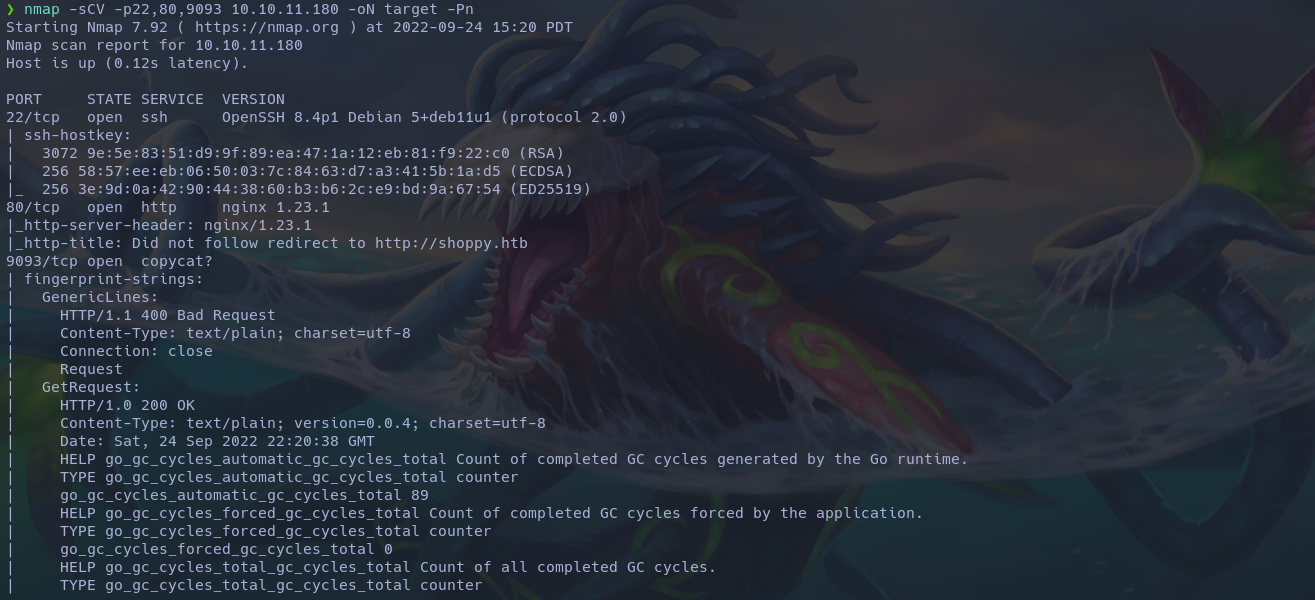 ❯ nmap -sCV -p22,80,9093 10.10.11.180 -oN target -Pn
Starting Nmap 7.92 ( https://nmap.org ) at 2022-09-24 15:20 PDT
Nmap scan report for 10.10.11.180
Host is up (0.12s latency).

PORT     STATE SERVICE  VERSION
22/tcp   open  ssh      OpenSSH 8.4p1 Debian 5+deb11u1 (protocol 2.0)
| ssh-hostkey:
|   3072 9e:5e:83:51:d9:9f:89:ea:47:1a:12:eb:81:f9:22:c0 (RSA)
|   256 58:57:ee:eb:06:50:03:7c:84:63:d7:a3:41:5b:1a:d5 (ECDSA)
|_  256 3e:9d:0a:42:90:44:38:60:b3:b6:2c:e9:bd:9a:67:54 (ED25519)
80/tcp   open  http     nginx 1.23.1
|_http-server-header: nginx/1.23.1
|_http-title: Did not follow redirect to http://shoppy.htb
9093/tcp open  copycat?
| fingerprint-strings:
|   GenericLines:
|     HTTP/1.1 400 Bad Request
|     Content-Type: text/plain; charset=utf-8
|     Connection: close
|     Request
|   GetRequest:
|     HTTP/1.0 200 OK
|     Content-Type: text/plain; version=0.0.4; charset=utf-8
|     Date: Sat, 24 Sep 2022 22:20:38 GMT
|     HELP go_gc_cycles_automatic_gc_cycles_total Count of completed GC cycles generated by the Go runtime.
|     TYPE go_gc_cycles_automatic_gc_cycles_total counter
|     go_gc_cycles_automatic_gc_cycles_total 89
|     HELP go_gc_cycles_forced_gc_cycles_total Count of completed GC cycles forced by the application.
|     TYPE go_gc_cycles_forced_gc_cycles_total counter
|     go_gc_cycles_forced_gc_cycles_total 0
|     HELP go_gc_cycles_total_gc_cycles_total Count of all completed GC cycles.
|     TYPE go_gc_cycles_total_gc_cycles_total counter